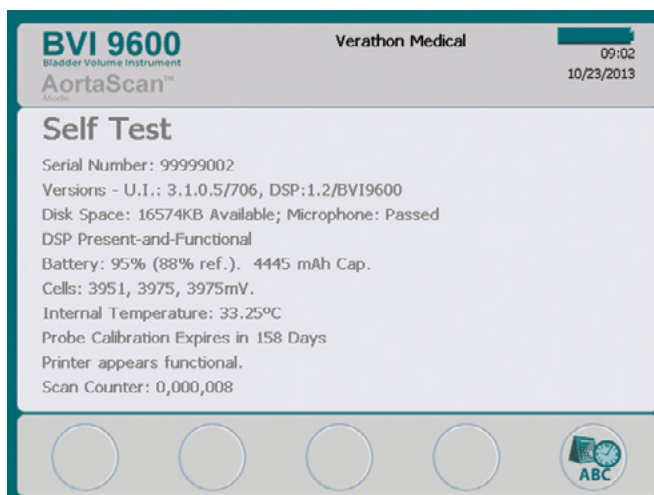 BVI 9600
Bladder Volume Instrument
AortaScan™
Mode
Verathon Medical
09:02
10/23/2013
Self Test
Serial Number: 99999002
Versions - U.I.: 3.1.0.5/706, DSP:1.2/BVI9600
Disk Space: 16574KB Available; Microphone: Passed
DSP Present-and-Functional
Battery: 95% (88% ref.). 4445 mAh Cap.
Cells: 3951, 3975, 3975mV.
Internal Temperature: 33.25ºC
Probe Calibration Expires in 158 Days
Printer appears functional.
Scan Counter: 0,000,008
ABC